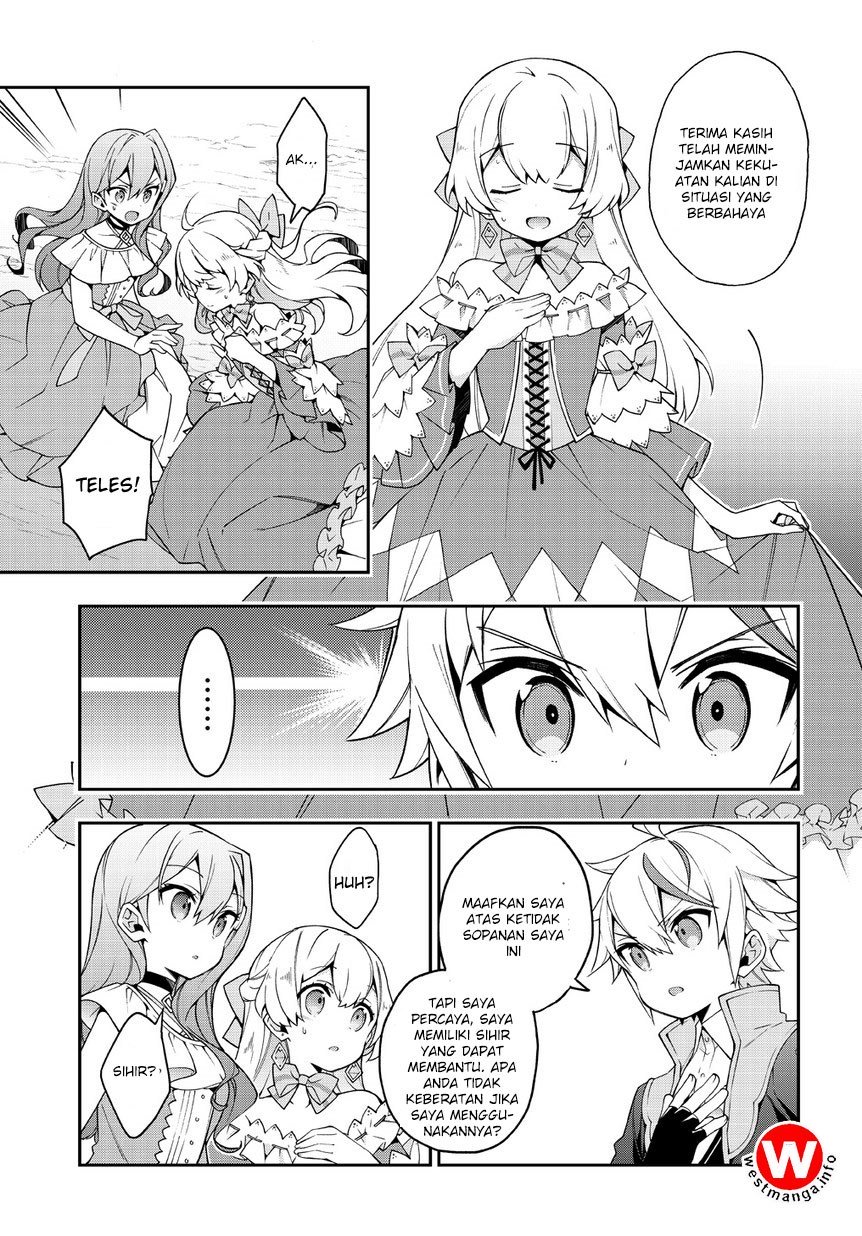 TERIMA KASIH
TELAH MEMIN-
JAMKAN KEKU-
ATAN KALIAN DI
SITUASI YANG
BERBAHAYA
AK...
TELES!
......
MAAFKAN SAYA
ATAS KETIDAK
SOPANAN SAYA
INI
TAPI SAYA
PERCAYA, SAYA
MEMILIKI SIHIR
YANG DAPAT
MEMBANTU. APA
ANDA TIDAK
KEBERATAN JIKA
SAYA MENGGU-
NAKANNYA?
HUH?
SIHIR?
W
westmanga.info